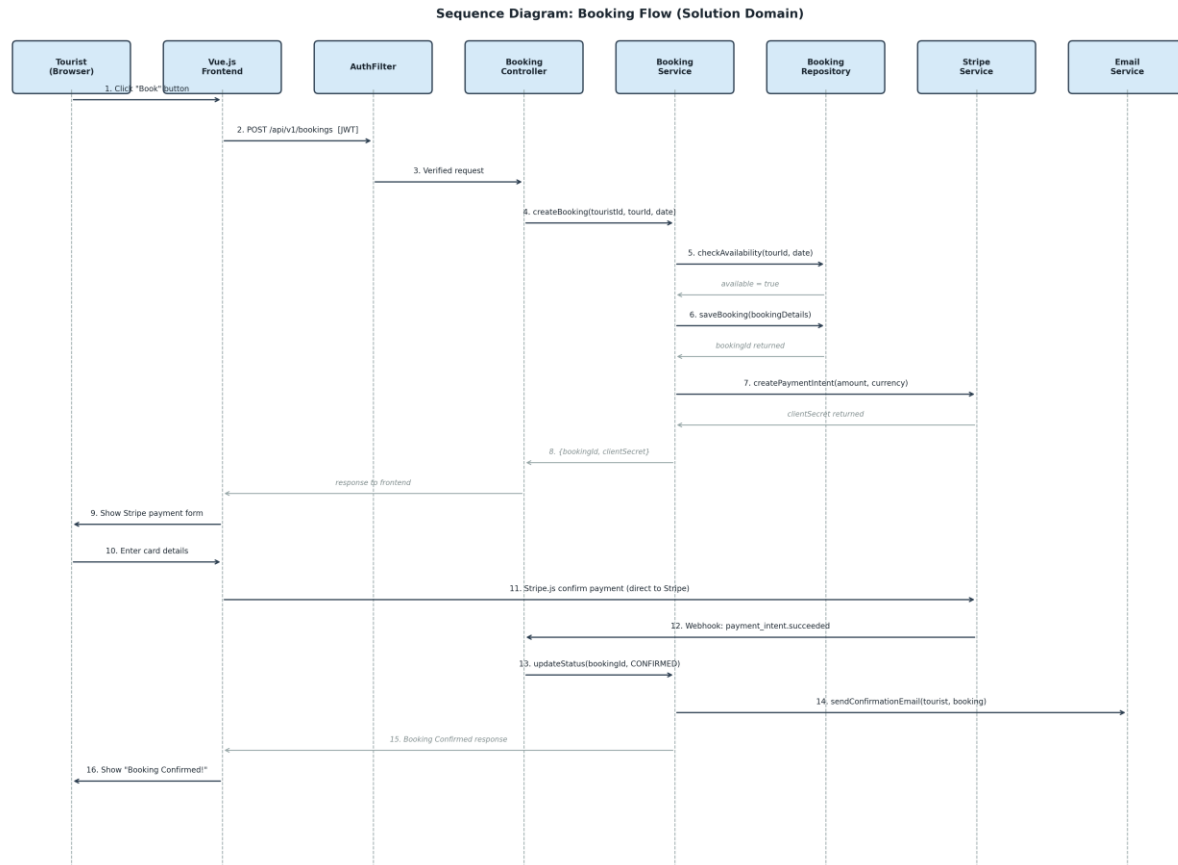 Sequence Diagram: Booking Flow (Solution Domain)
Tourist
(Browser)
Vue.js
Frontend
AuthFilter
Booking
Controller
Booking
Service
Booking
Repository
Stripe
Service
Email
Service
1. Click "Book" button
2. POST /api/v1/bookings [JWT]
3. Verified request
4. createBooking(touristId, tourId, date)
5. checkAvailability(tourId, date)
available = true
6. saveBooking(bookingDetails)
bookingId returned
7. createPaymentIntent(amount, currency)
clientSecret returned
8. {bookingId, clientSecret}
response to frontend
9. Show Stripe payment form
10. Enter card details
11. Stripe.js confirm payment (direct to Stripe)
12. Webhook: payment_intent.succeeded
13. updateStatus(bookingId, CONFIRMED)
14. sendConfirmationEmail(tourist, booking)
15. Booking Confirmed response
16. Show "Booking Confirmed!"